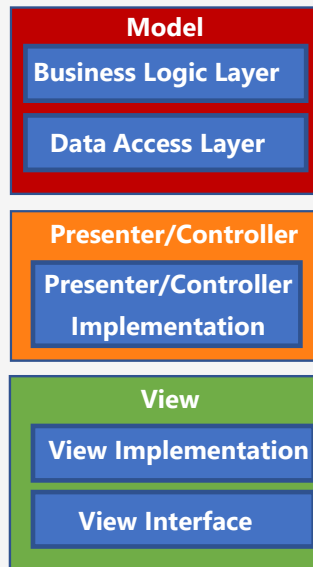 Model
Business Logic Layer
Data Access Layer
Presenter/Controller
Presenter/Controller
Implementation
View
View Implementation
View Interface